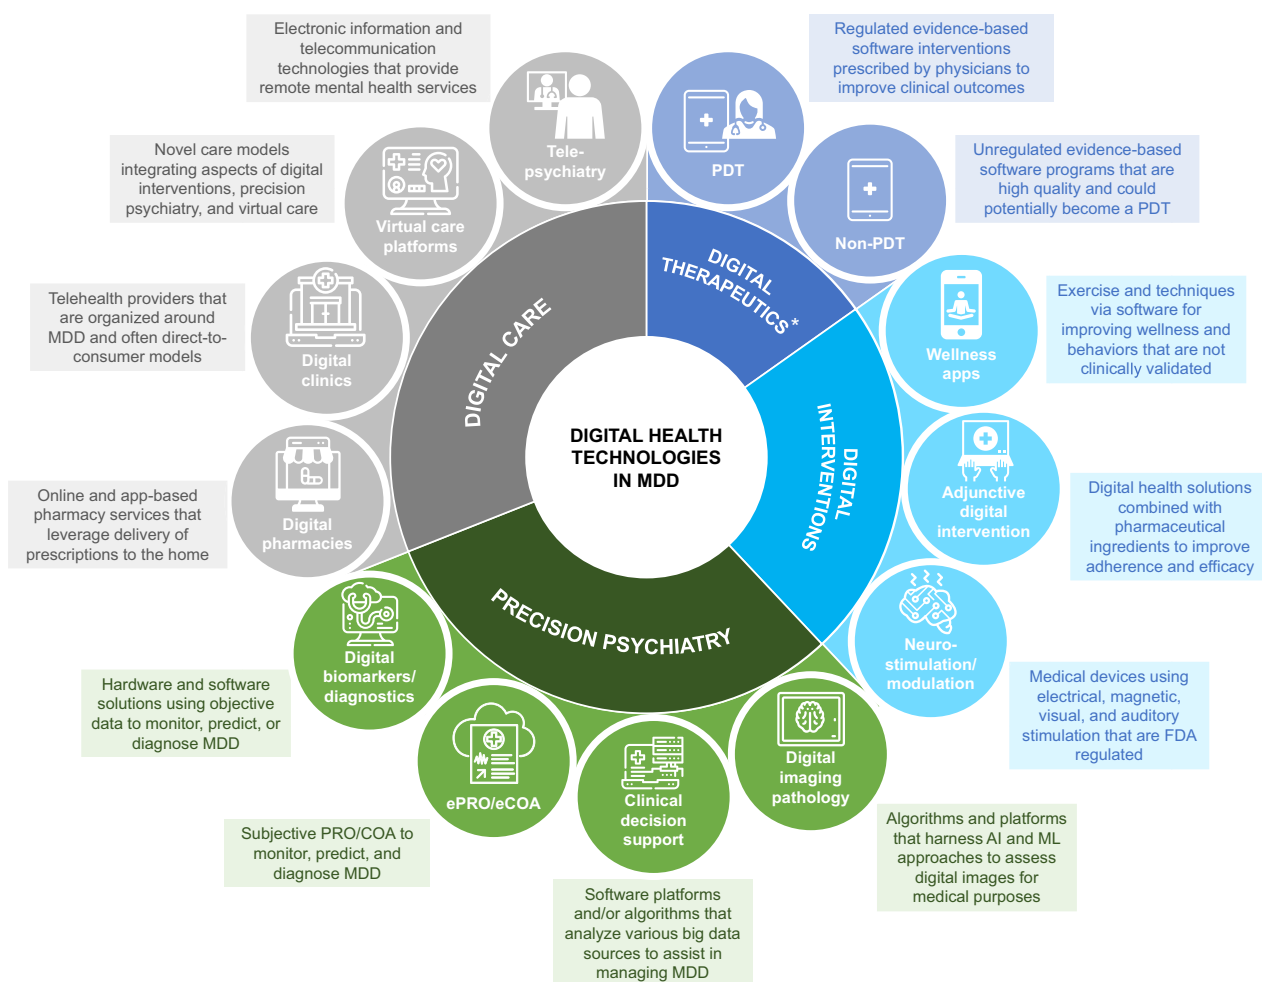 Electronic information and
telecommunication
technologies that provide
remote mental health services
Regulated evidence-based
software interventions
prescribed by physicians to
improve clinical outcomes
Tele-
psychiatry
PDT
Novel care models
integrating aspects of digital
interventions, precision
psychiatry, and virtual care
Virtual care
platforms
Non-PDT
Unregulated evidence-based
software programs that are
high quality and could
potentially become a PDT
DIGITAL
THERAPEUTICS*
Telehealth providers that
are organized around
MDD and often direct-to-
consumer models
Digital
clinics
DIGITAL CARE
Wellness
apps
Exercise and techniques
via software for
improving wellness and
behaviors that are not
clinically validated
DIGITAL HEALTH
TECHNOLOGIES
IN MDD
DIGITAL
INTERVENTIONS
Online and app-based
pharmacy services that
leverage delivery of
prescriptions to the home
Digital
pharmacies
Adjunctive
digital
intervention
Digital health solutions
combined with
pharmaceutical
ingredients to improve
adherence and efficacy
PRECISION PSYCHIATRY
Digital
biomarkers/
diagnostics
Neuro-
stimulation/
modulation
Hardware and software
solutions using objective
data to monitor, predict, or
diagnose MDD
Medical devices using
electrical, magnetic,
visual, and auditory
stimulation that are FDA
regulated
ePRO/eCOA
Clinical
decision
support
Digital
imaging
pathology
Subjective PRO/COA to
monitor, predict, and
diagnose MDD
Algorithms and platforms
that harness AI and ML
approaches to assess
digital images for
medical purposes
Software platforms
and/or algorithms that
analyze various big data
sources to assist in
managing MDD